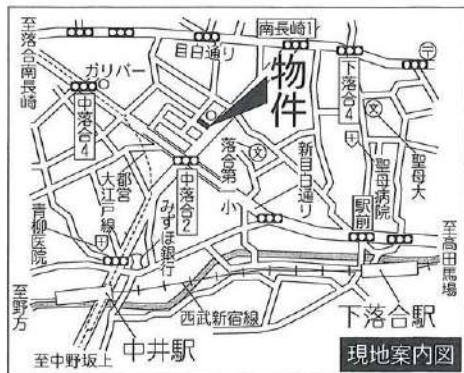 至落合南長崎
ガリバー
目白通り
南長崎1
〒
下落合4
物件
中落合4
文
聖母大
聖母病院
都営大江戸線
中落合2
落合第一小
文
新目白通り
駅前
青柳医院
みずほ銀行
至高田馬場
至野方
西武新宿線
下落合駅
中井駅
至中野坂上
現地案内図